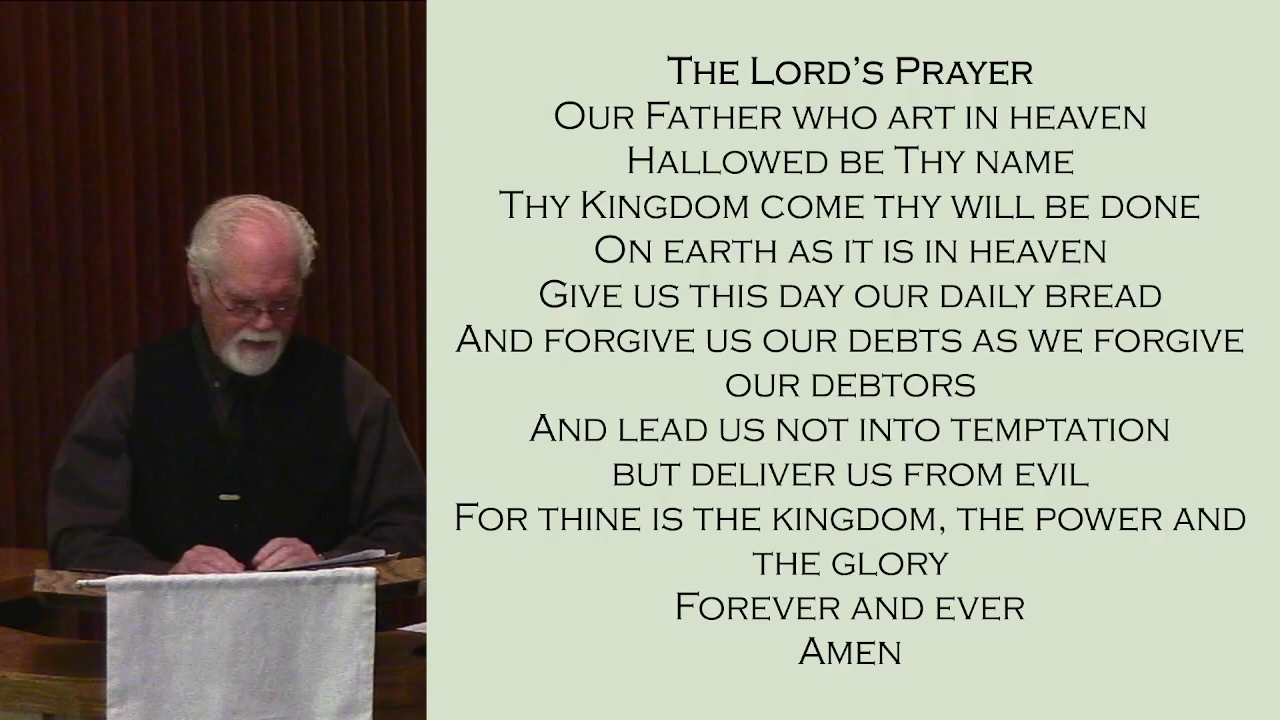 The Lord's Prayer
Our Father who art in heaven
Hallowed be Thy name
Thy Kingdom come thy will be done
On earth as it is in heaven
Give us this day our daily bread
And forgive us our debts as we forgive
our debtors
And lead us not into temptation
but deliver us from evil
For thine is the kingdom, the power and
the glory
Forever and ever
Amen